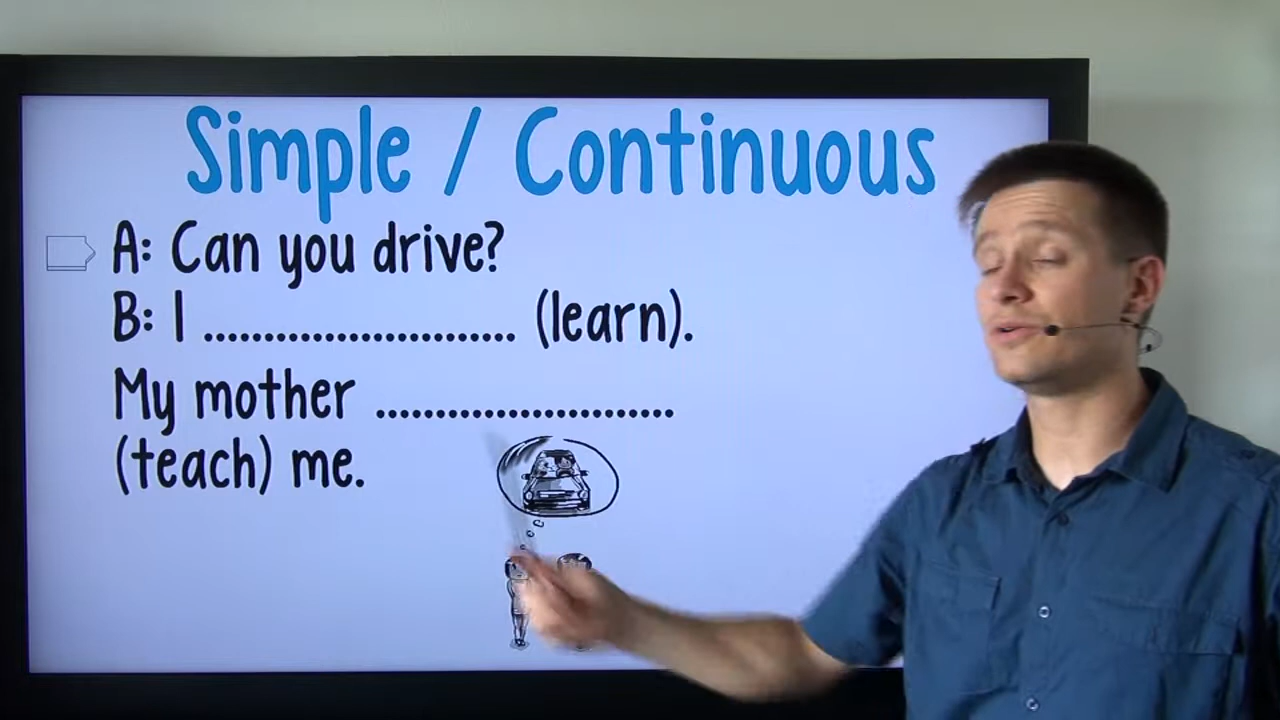 Simple / Continuous
A: Can you drive?
B: I .......................... (learn).
My mother .........................
(teach) me.